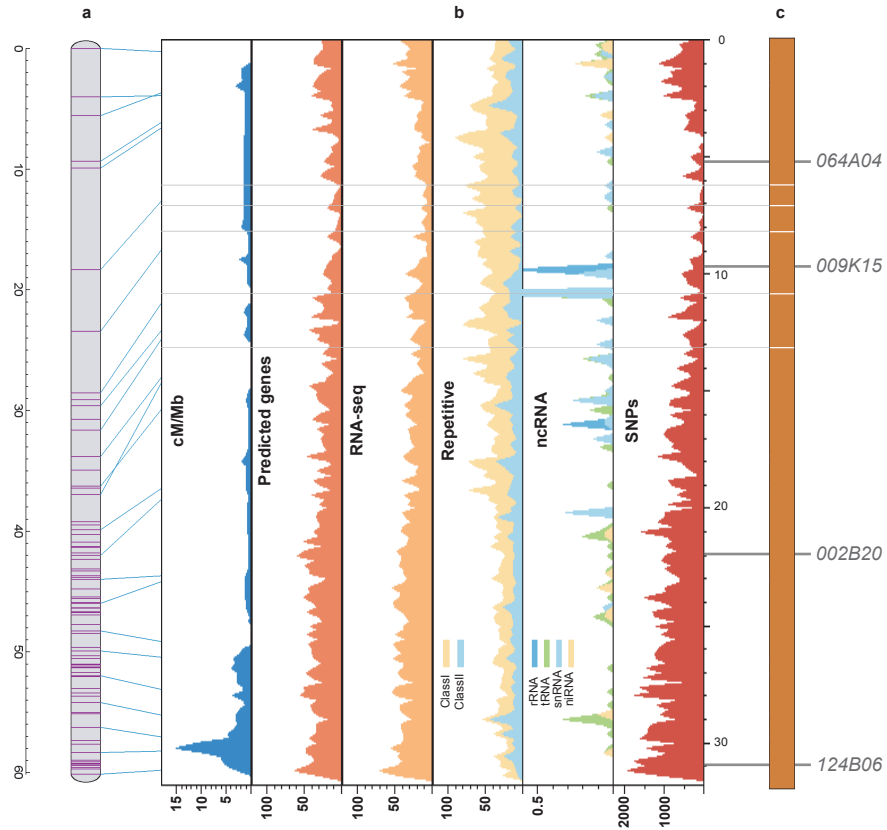 a
b
c
0
10
20
30
40
50
60
cM/Mb
Predicted genes
RNA-seq
Repetitive
ncRNA
SNPs
ClassI
ClassII
rRNA
tRNA
snRNA
niRNA
0
10
20
30
064A04
009K15
002B20
124B06
15
10
5
100
50
100
50
100
50
0.5
2000
1000